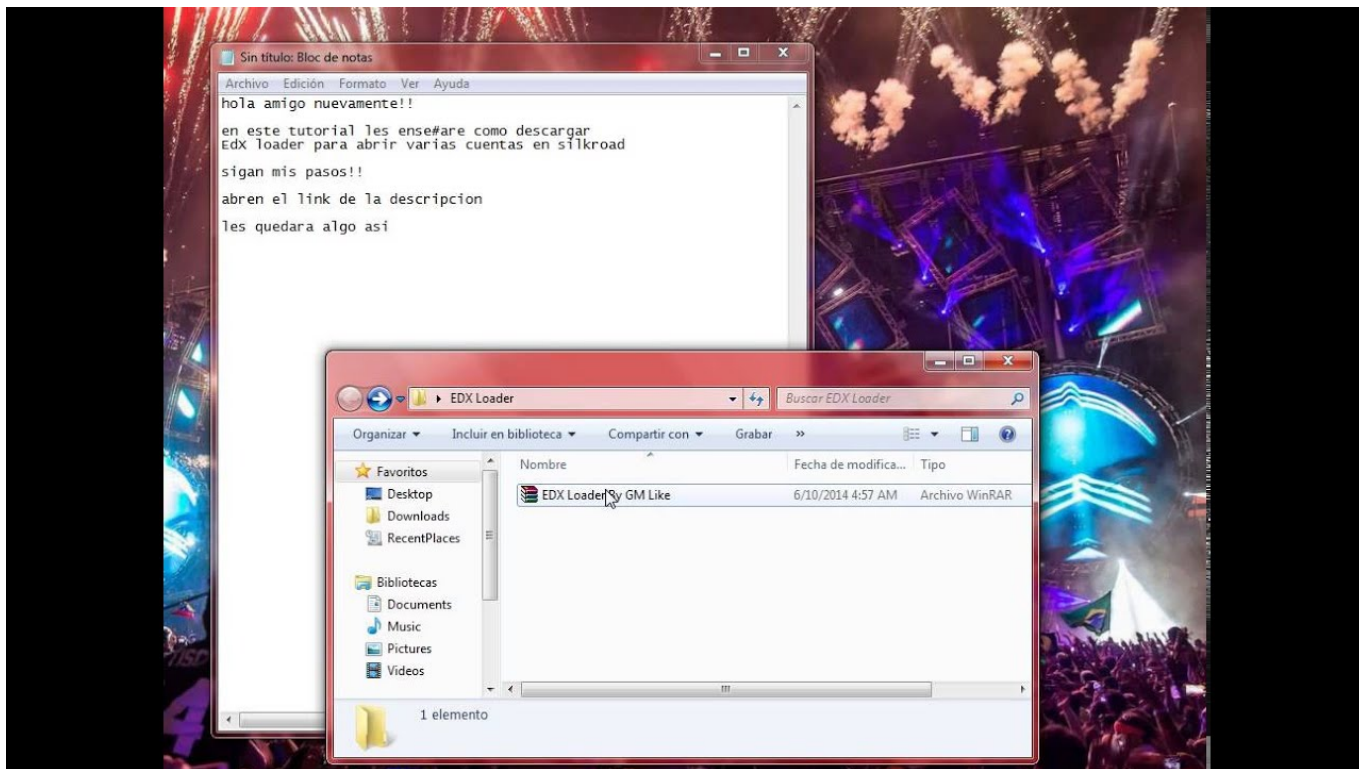 Sin título: Bloc de notas
Archivo Edición Formato Ver Ayuda
hola amigo nuevamente!!
en este tutorial les ense#are como descargar
EdX loader para abrir varias cuentas en silkroad
sigan mis pasos!!
abren el link de la descripcion
les quedara algo asi
EDX Loader
Buscar EDX Loader
Organizar
Incluir en biblioteca
Compartir con
Grabar
»
Favoritos
Desktop
Downloads
RecentPlaces
Bibliotecas
Documents
Music
Pictures
Videos
Nombre
Fecha de modifica...
Tipo
EDX Loader By GM Like
6/10/2014 4:57 AM
Archivo WinRAR
1 elemento